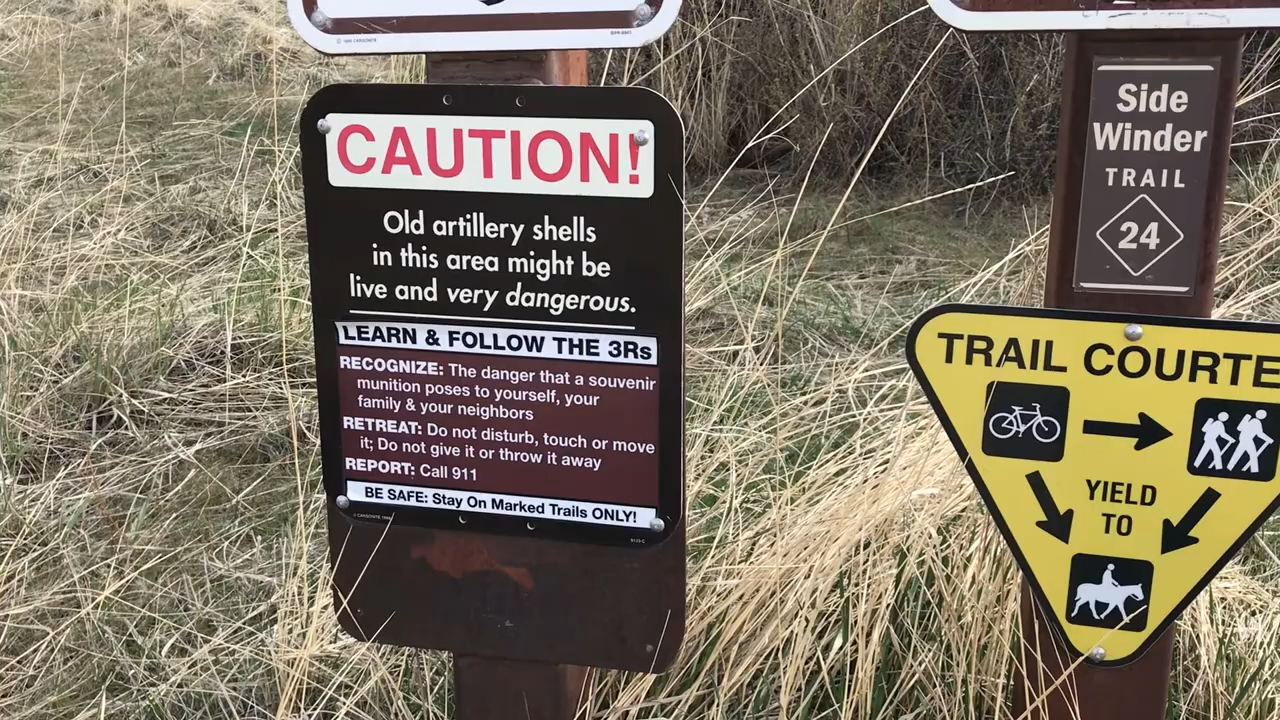 CAUTION!
Old artillery shells
in this area might be
live and very dangerous.
LEARN & FOLLOW THE 3Rs
RECOGNIZE: The danger that a souvenir
munition poses to yourself, your
family & your neighbors
RETREAT: Do not disturb, touch or move
it; Do not give it or throw it away
REPORT: Call 911
BE SAFE: Stay On Marked Trails ONLY!
Side
Winder
TRAIL
24
TRAIL COURTE
YIELD
TO